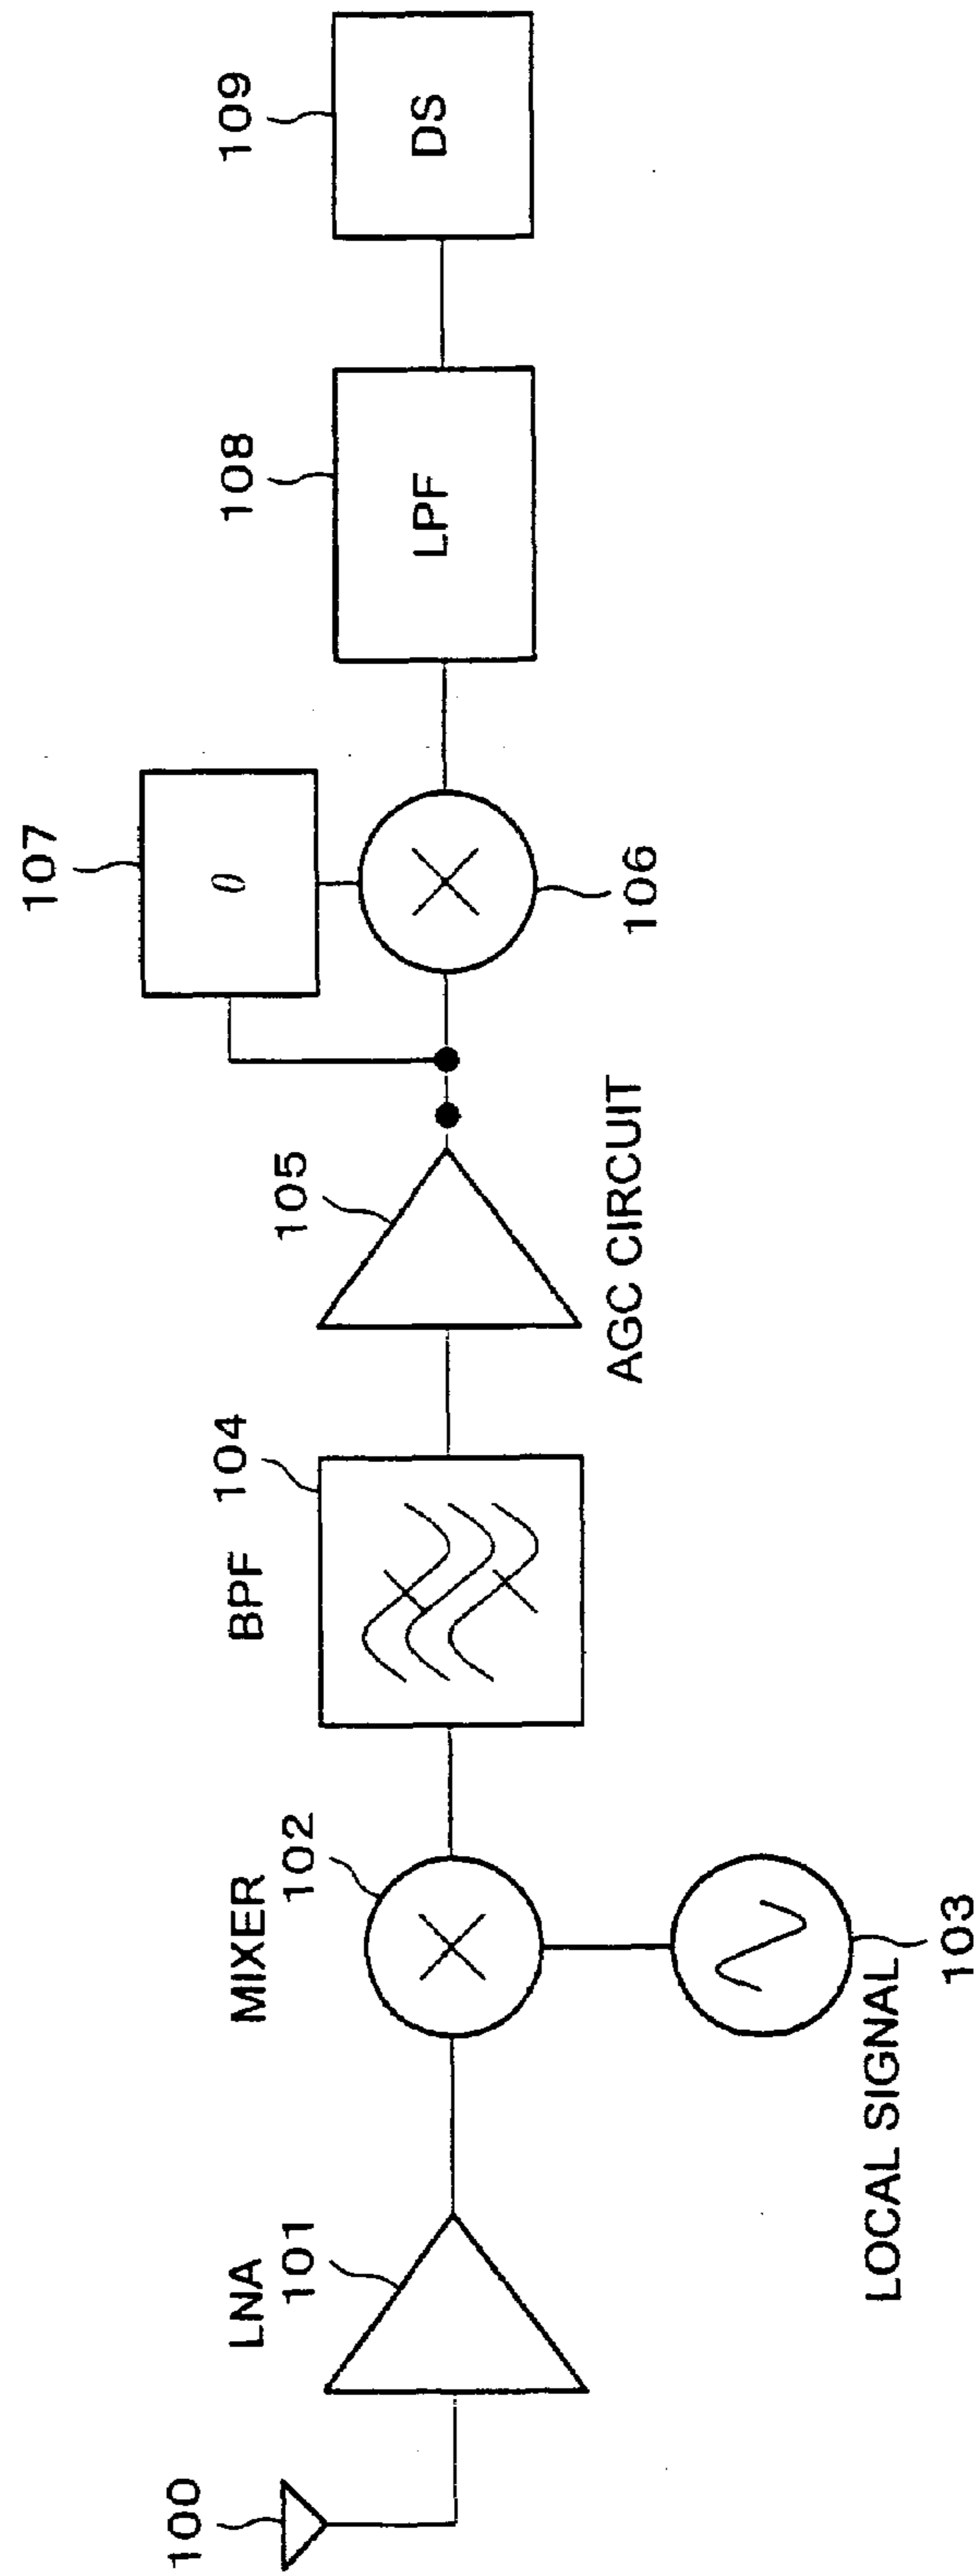 100
LNA
101
MIXER
102
LOCAL SIGNAL
103
BPF
104
105
AGC CIRCUIT
107
θ
106
108
LPF
109
DS